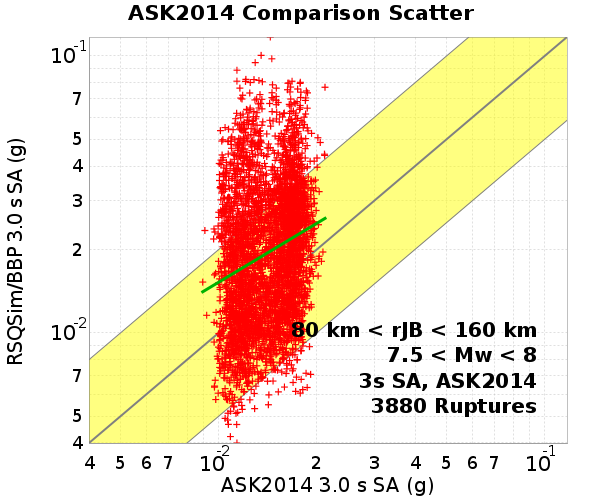 ASK2014 Comparison Scatter
RSQSim/BBP 3.0 s SA (g)
10⁻¹
7
5
4
3
2
10⁻²
7
5
4
80 km < rJB < 160 km
7.5 < Mw < 8
3s SA, ASK2014
3880 Ruptures
4 5 6 7 10⁻² 2 3 4 5 6 7 10⁻¹
ASK2014 3.0 s SA (g)